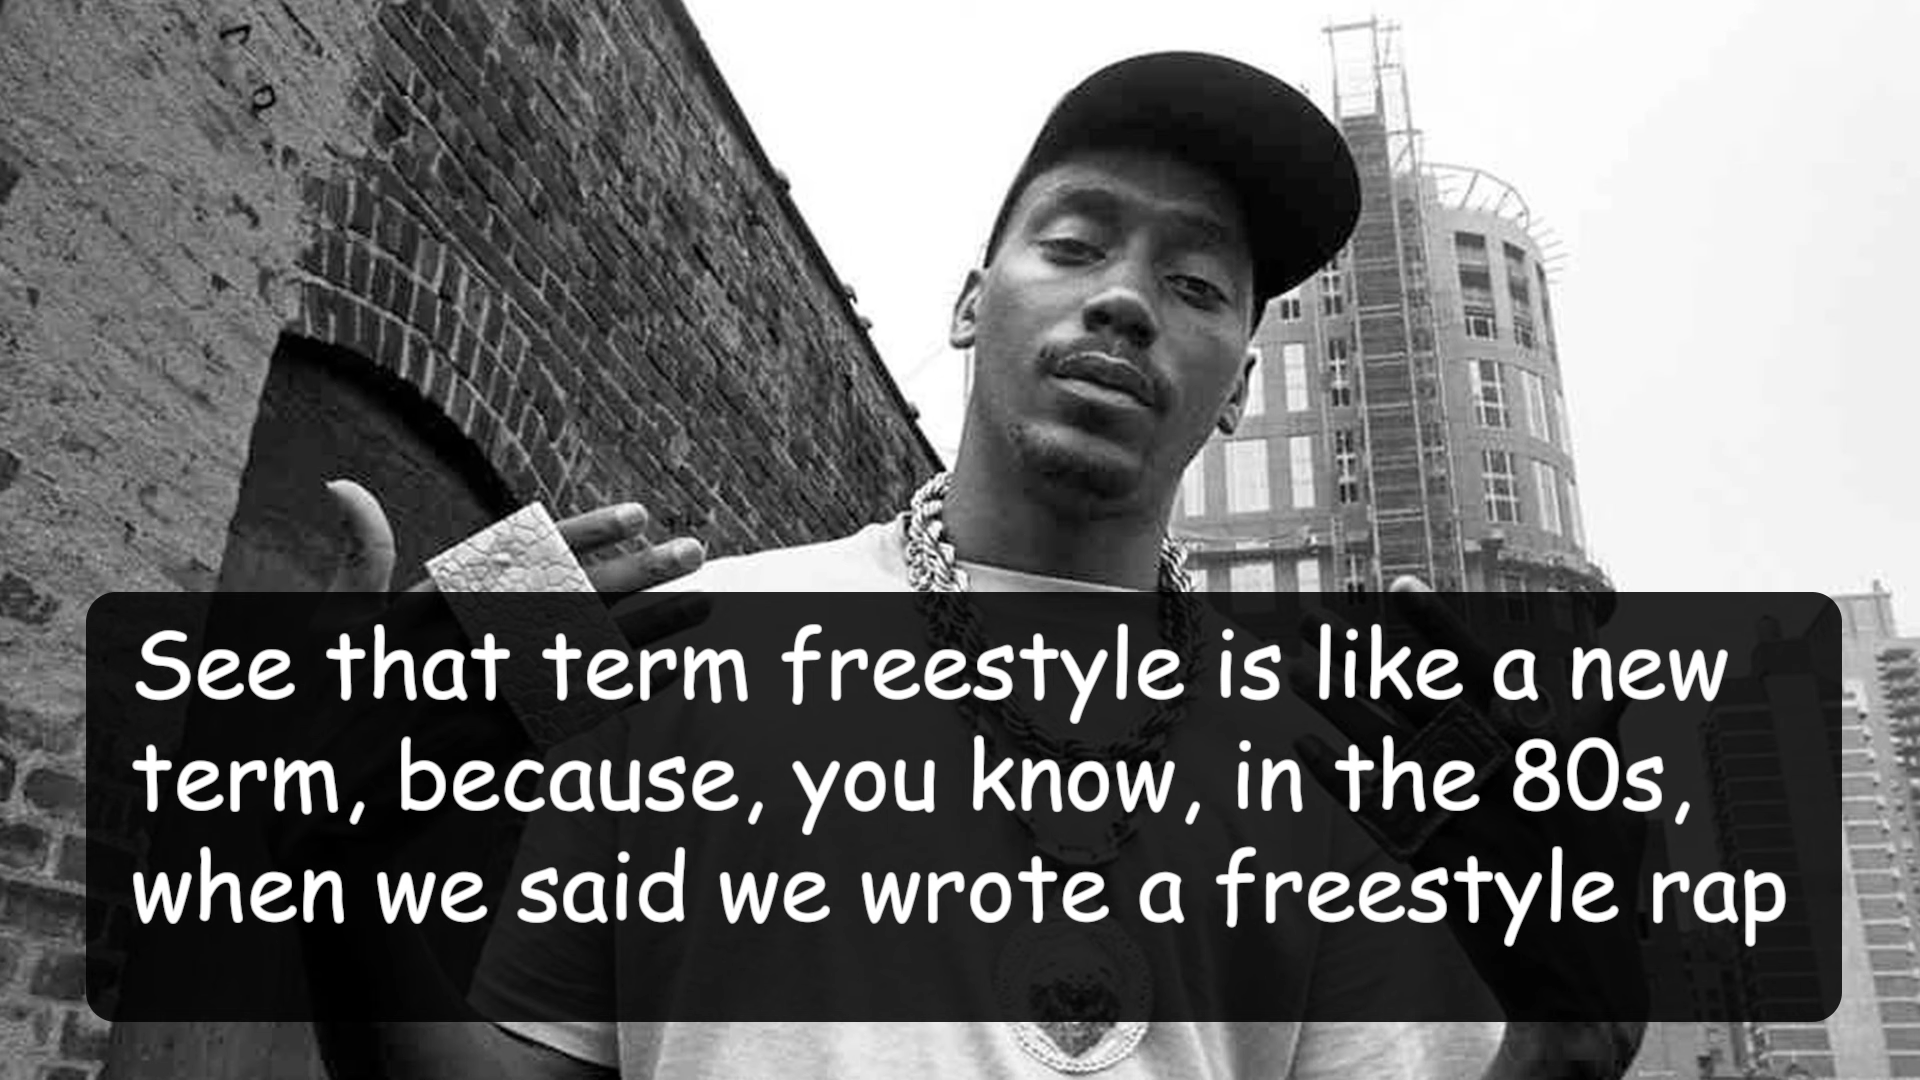 See that term freestyle is like a new
term, because, you know, in the 80s,
when we said we wrote a freestyle rap